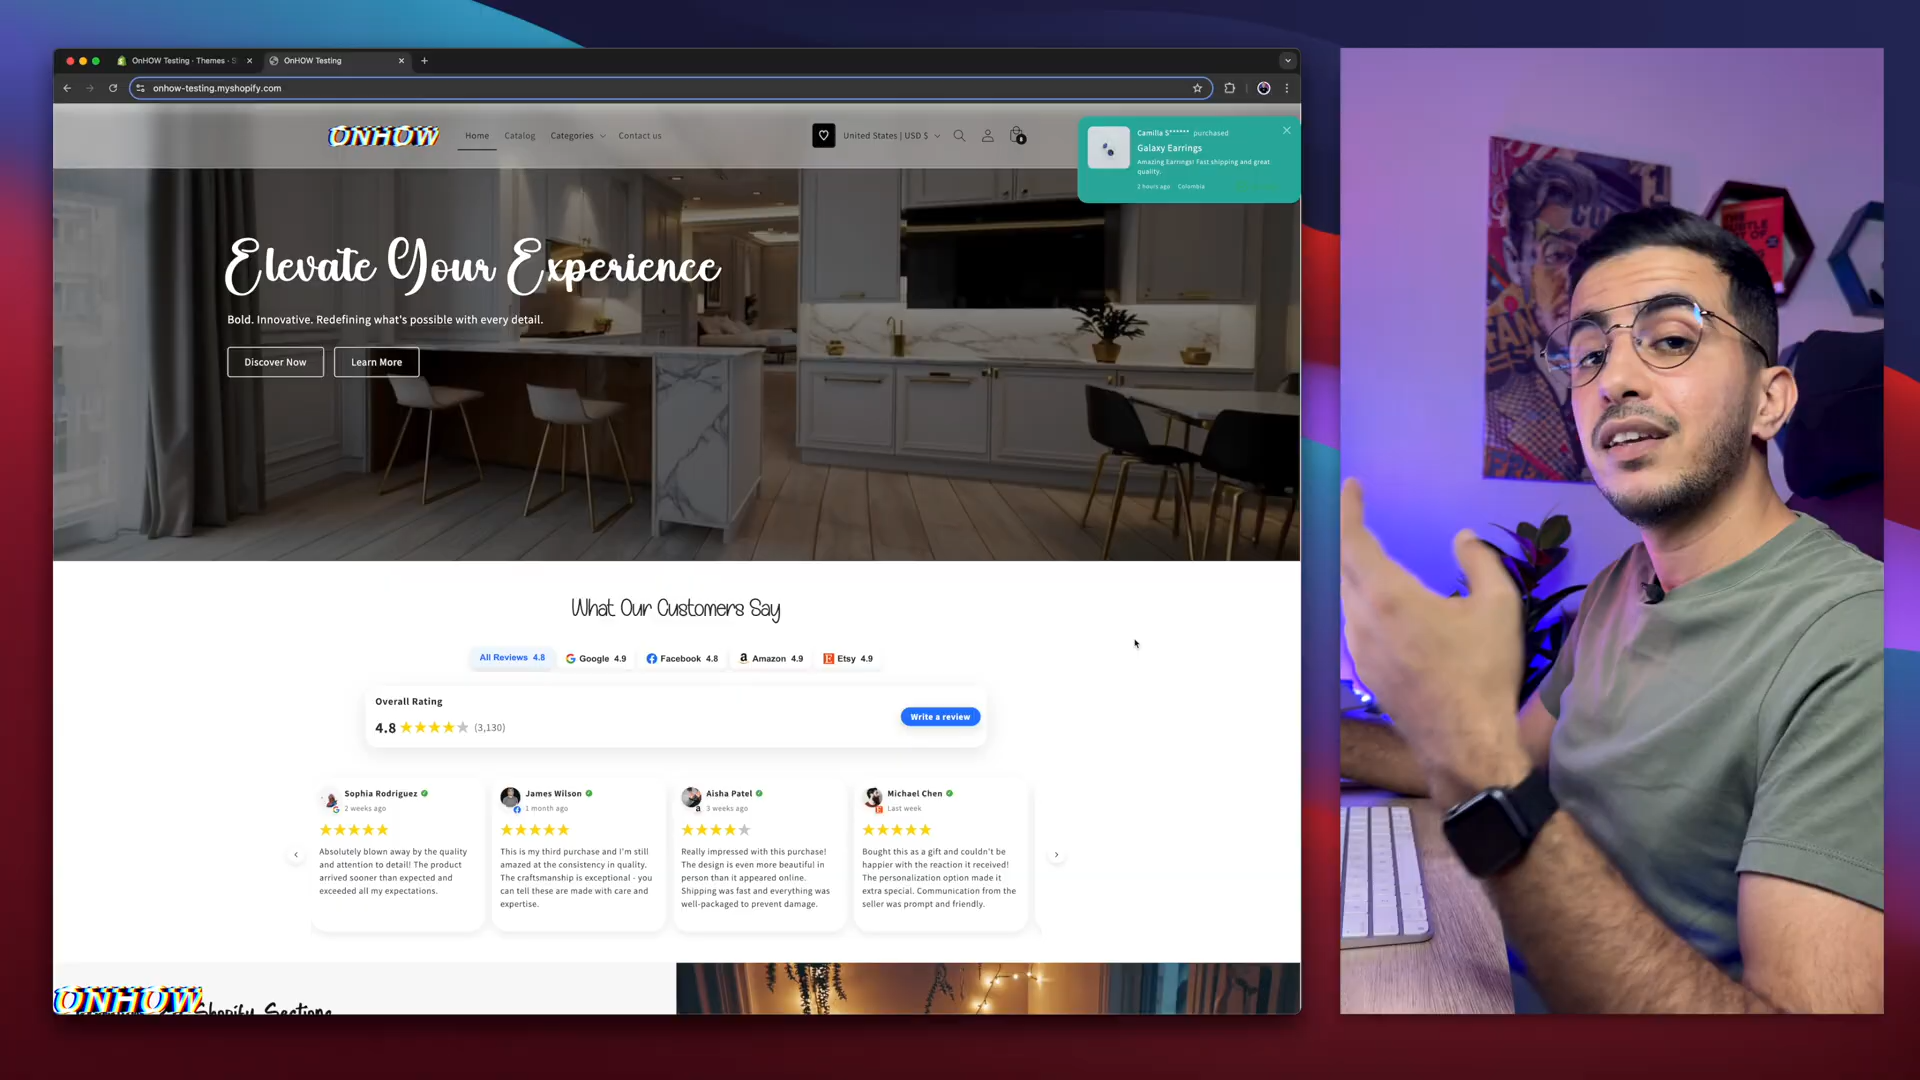 OnHOW Testing · Themes · S
OnHOW Testing
onhow-testing.myshopify.com
ONHOW
Home
Catalog
Categories
Contact us
United States | USD $
Camilla S****** purchased
Galaxy Earrings
Amazing Earrings! Fast shipping and great
quality.
2 hours ago Colombia
Elevate Your Experience
Bold. Innovative. Redefining what's possible with every detail.
Discover Now
Learn More
What Our Customers Say
All Reviews 4.8
Google 4.9
Facebook 4.8
Amazon 4.9
Etsy 4.9
Overall Rating
4.8 (3,130)
Write a review
Sophia Rodriguez
2 weeks ago
Absolutely blown away by the quality
and attention to detail! The product
arrived sooner than expected and
exceeded all my expectations.
James Wilson
1 month ago
This is my third purchase and I'm still
amazed at the consistency in quality.
The craftsmanship is exceptional - you
can tell these are made with care and
expertise.
Aisha Patel
3 weeks ago
Really impressed with this purchase!
The design is even more beautiful in
person than it appeared online.
Shipping was fast and everything was
well-packaged to prevent damage.
Michael Chen
Last week
Bought this as a gift and couldn't be
happier with the reaction it received!
The personalization option made it
extra special. Communication from the
seller was prompt and friendly.
ONHOW
Shopify Sections